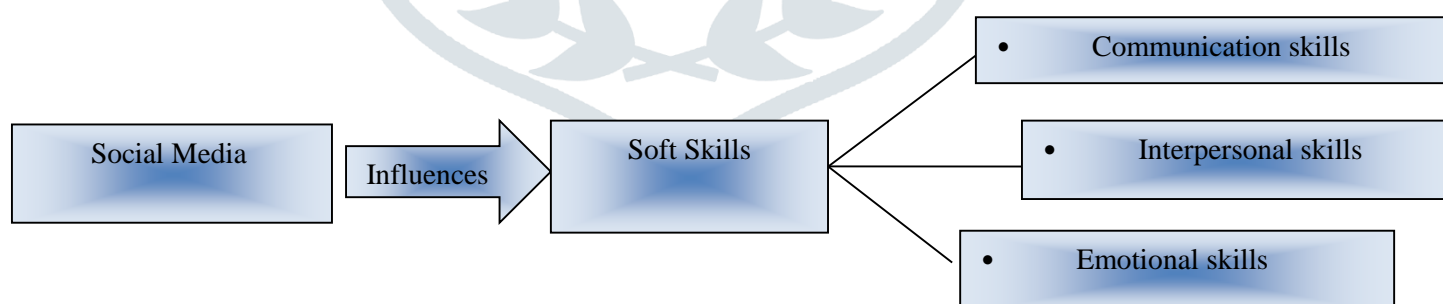 Social Media
Influences
Soft Skills
• Communication skills
• Interpersonal skills
• Emotional skills